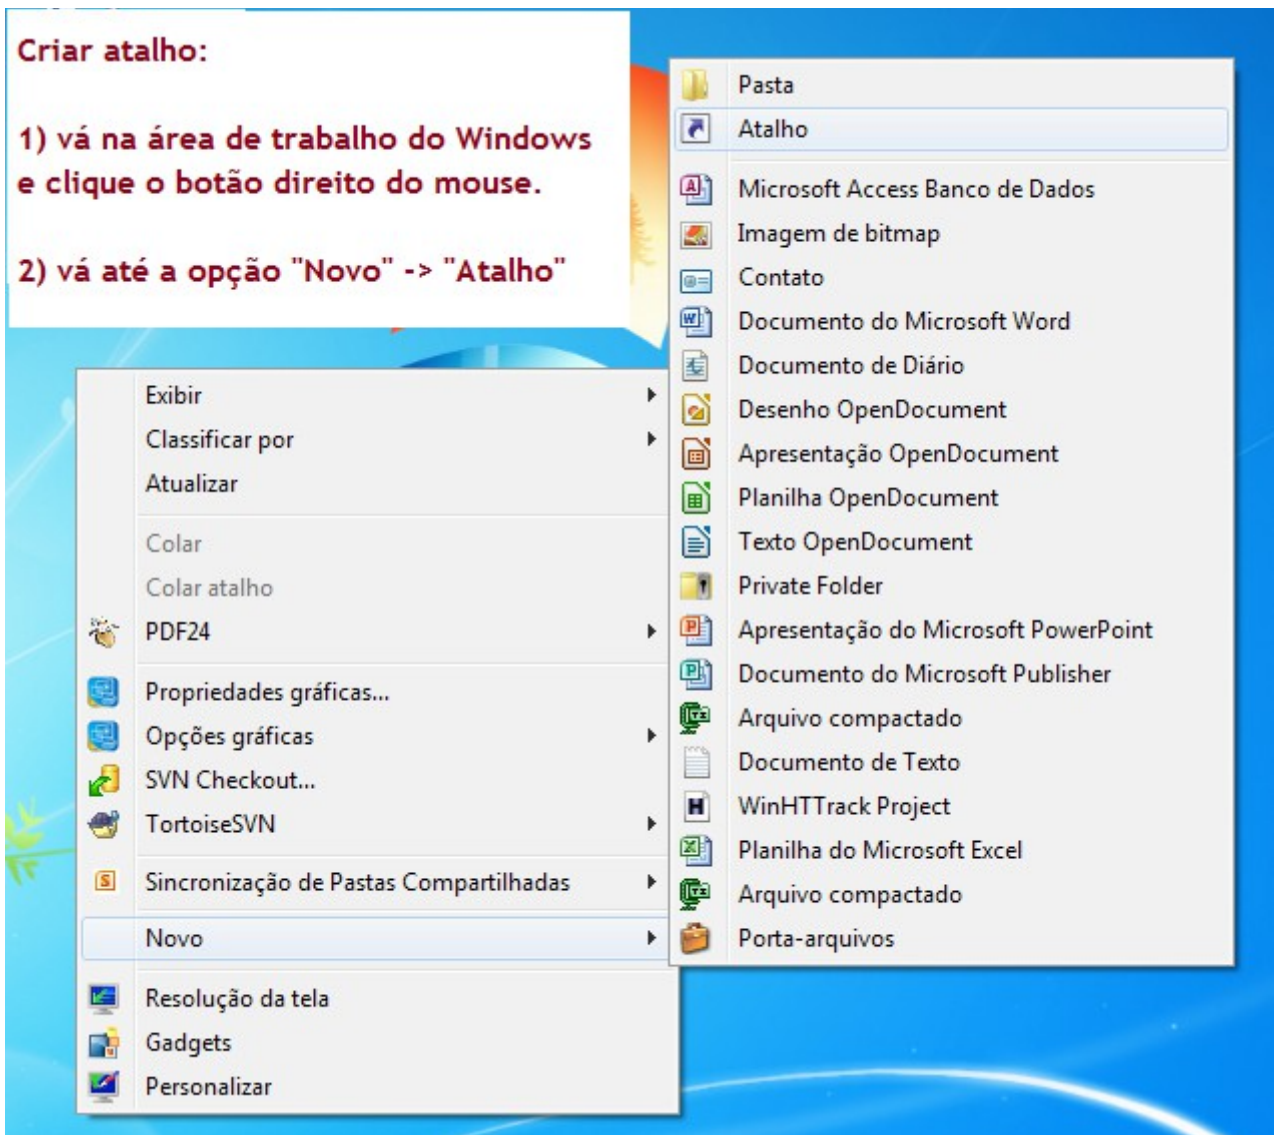 Criar atalho:
1) vá na área de trabalho do Windows
e clique o botão direito do mouse.
2) vá até a opção "Novo" -> "Atalho"
Exibir
Classificar por
Atualizar
Colar
Colar atalho
PDF24
Propriedades gráficas...
Opções gráficas
SVN Checkout...
TortoiseSVN
Sincronização de Pastas Compartilhadas
Novo
Resolução da tela
Gadgets
Personalizar
Pasta
Atalho
Microsoft Access Banco de Dados
Imagem de bitmap
Contato
Documento do Microsoft Word
Documento de Diário
Desenho OpenDocument
Apresentação OpenDocument
Planilha OpenDocument
Texto OpenDocument
Private Folder
Apresentação do Microsoft PowerPoint
Documento do Microsoft Publisher
Arquivo compactado
Documento de Texto
WinHTTrack Project
Planilha do Microsoft Excel
Arquivo compactado
Porta-arquivos